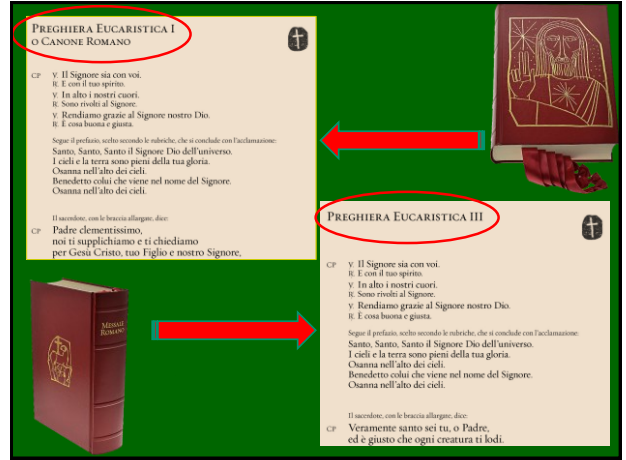 PREGHIERA EUCARISTICA I
O CANONE ROMANO
CP V. Il Signore sia con voi.
R. E con il tuo spirito.
V. In alto i nostri cuori.
R. Sono rivolti al Signore.
V. Rendiamo grazie al Signore nostro Dio.
R. È cosa buona e giusta.
Segue il prefazio, scelto secondo le rubriche, che si conclude con l'acclamazione:
Santo, Santo, Santo il Signore Dio dell'universo.
I cieli e la terra sono pieni della tua gloria.
Osanna nell'alto dei cieli.
Benedetto colui che viene nel nome del Signore.
Osanna nell'alto dei cieli.
Il sacerdote, con le braccia allargate, dice:
CP Padre clementissimo,
noi ti supplichiamo e ti chiediamo
per Gesù Cristo, tuo Figlio e nostro Signore,
PREGHIERA EUCARISTICA III
CP V. Il Signore sia con voi.
R. E con il tuo spirito.
V. In alto i nostri cuori.
R. Sono rivolti al Signore.
V. Rendiamo grazie al Signore nostro Dio.
R. È cosa buona e giusta.
Segue il prefazio, scelto secondo le rubriche, che si conclude con l'acclamazione:
Santo, Santo, Santo il Signore Dio dell'universo.
I cieli e la terra sono pieni della tua gloria.
Osanna nell'alto dei cieli.
Benedetto colui che viene nel nome del Signore.
Osanna nell'alto dei cieli.
Il sacerdote, con le braccia allargate, dice:
CP Veramente santo sei tu, o Padre,
ed è giusto che ogni creatura ti lodi.
MESSALE
ROMANO